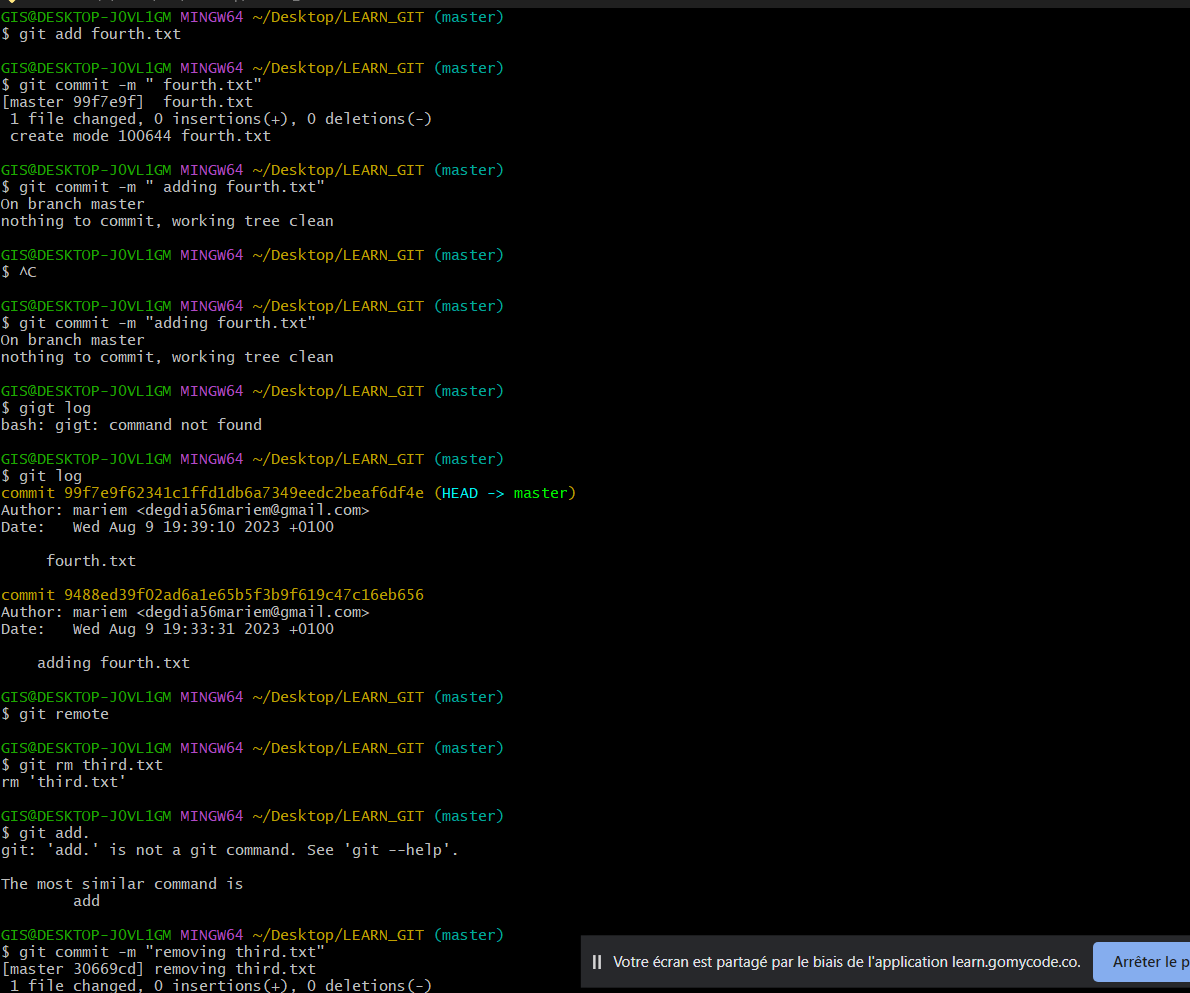 GIS@DESKTOP-J0VL1GM MINGW64 ~/Desktop/LEARN_GIT (master)
$ git add fourth.txt
GIS@DESKTOP-J0VL1GM MINGW64 ~/Desktop/LEARN_GIT (master)
$ git commit -m " fourth.txt"
[master 99f7e9f]  fourth.txt
 1 file changed, 0 insertions(+), 0 deletions(-)
 create mode 100644 fourth.txt
GIS@DESKTOP-J0VL1GM MINGW64 ~/Desktop/LEARN_GIT (master)
$ git commit -m " adding fourth.txt"
On branch master
nothing to commit, working tree clean
GIS@DESKTOP-J0VL1GM MINGW64 ~/Desktop/LEARN_GIT (master)
$ ^C
GIS@DESKTOP-J0VL1GM MINGW64 ~/Desktop/LEARN_GIT (master)
$ git commit -m "adding fourth.txt"
On branch master
nothing to commit, working tree clean
GIS@DESKTOP-J0VL1GM MINGW64 ~/Desktop/LEARN_GIT (master)
$ gigt log
bash: gigt: command not found
GIS@DESKTOP-J0VL1GM MINGW64 ~/Desktop/LEARN_GIT (master)
$ git log
commit 99f7e9f62341c1ffd1db6a7349eedc2beaf6df4e (HEAD -> master)
Author: mariem <degdia56mariem@gmail.com>
Date:   Wed Aug 9 19:39:10 2023 +0100
     fourth.txt
commit 9488ed39f02ad6a1e65b5f3b9f619c47c16eb656
Author: mariem <degdia56mariem@gmail.com>
Date:   Wed Aug 9 19:33:31 2023 +0100
    adding fourth.txt
GIS@DESKTOP-J0VL1GM MINGW64 ~/Desktop/LEARN_GIT (master)
$ git remote
GIS@DESKTOP-J0VL1GM MINGW64 ~/Desktop/LEARN_GIT (master)
$ git rm third.txt
rm 'third.txt'
GIS@DESKTOP-J0VL1GM MINGW64 ~/Desktop/LEARN_GIT (master)
$ git add.
git: 'add.' is not a git command. See 'git --help'.
The most similar command is
        add
GIS@DESKTOP-J0VL1GM MINGW64 ~/Desktop/LEARN_GIT (master)
$ git commit -m "removing third.txt"
[master 30669cd] removing third.txt
 1 file changed, 0 insertions(+), 0 deletions(-)
Votre écran est partagé par le biais de l'application learn.gomycode.co.
Arrêter le p